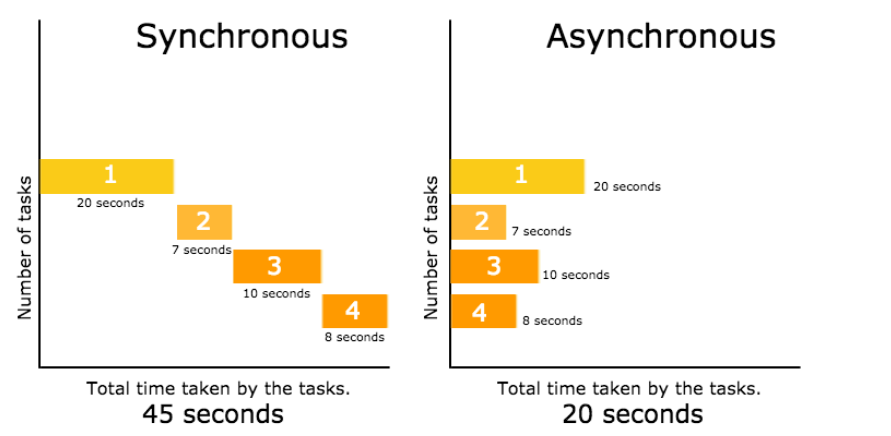 Synchronous
Number of tasks
1
20 seconds
2
7 seconds
3
10 seconds
4
8 seconds
Total time taken by the tasks.
45 seconds
Asynchronous
Number of tasks
1
20 seconds
2
7 seconds
3
10 seconds
4
8 seconds
Total time taken by the tasks.
20 seconds